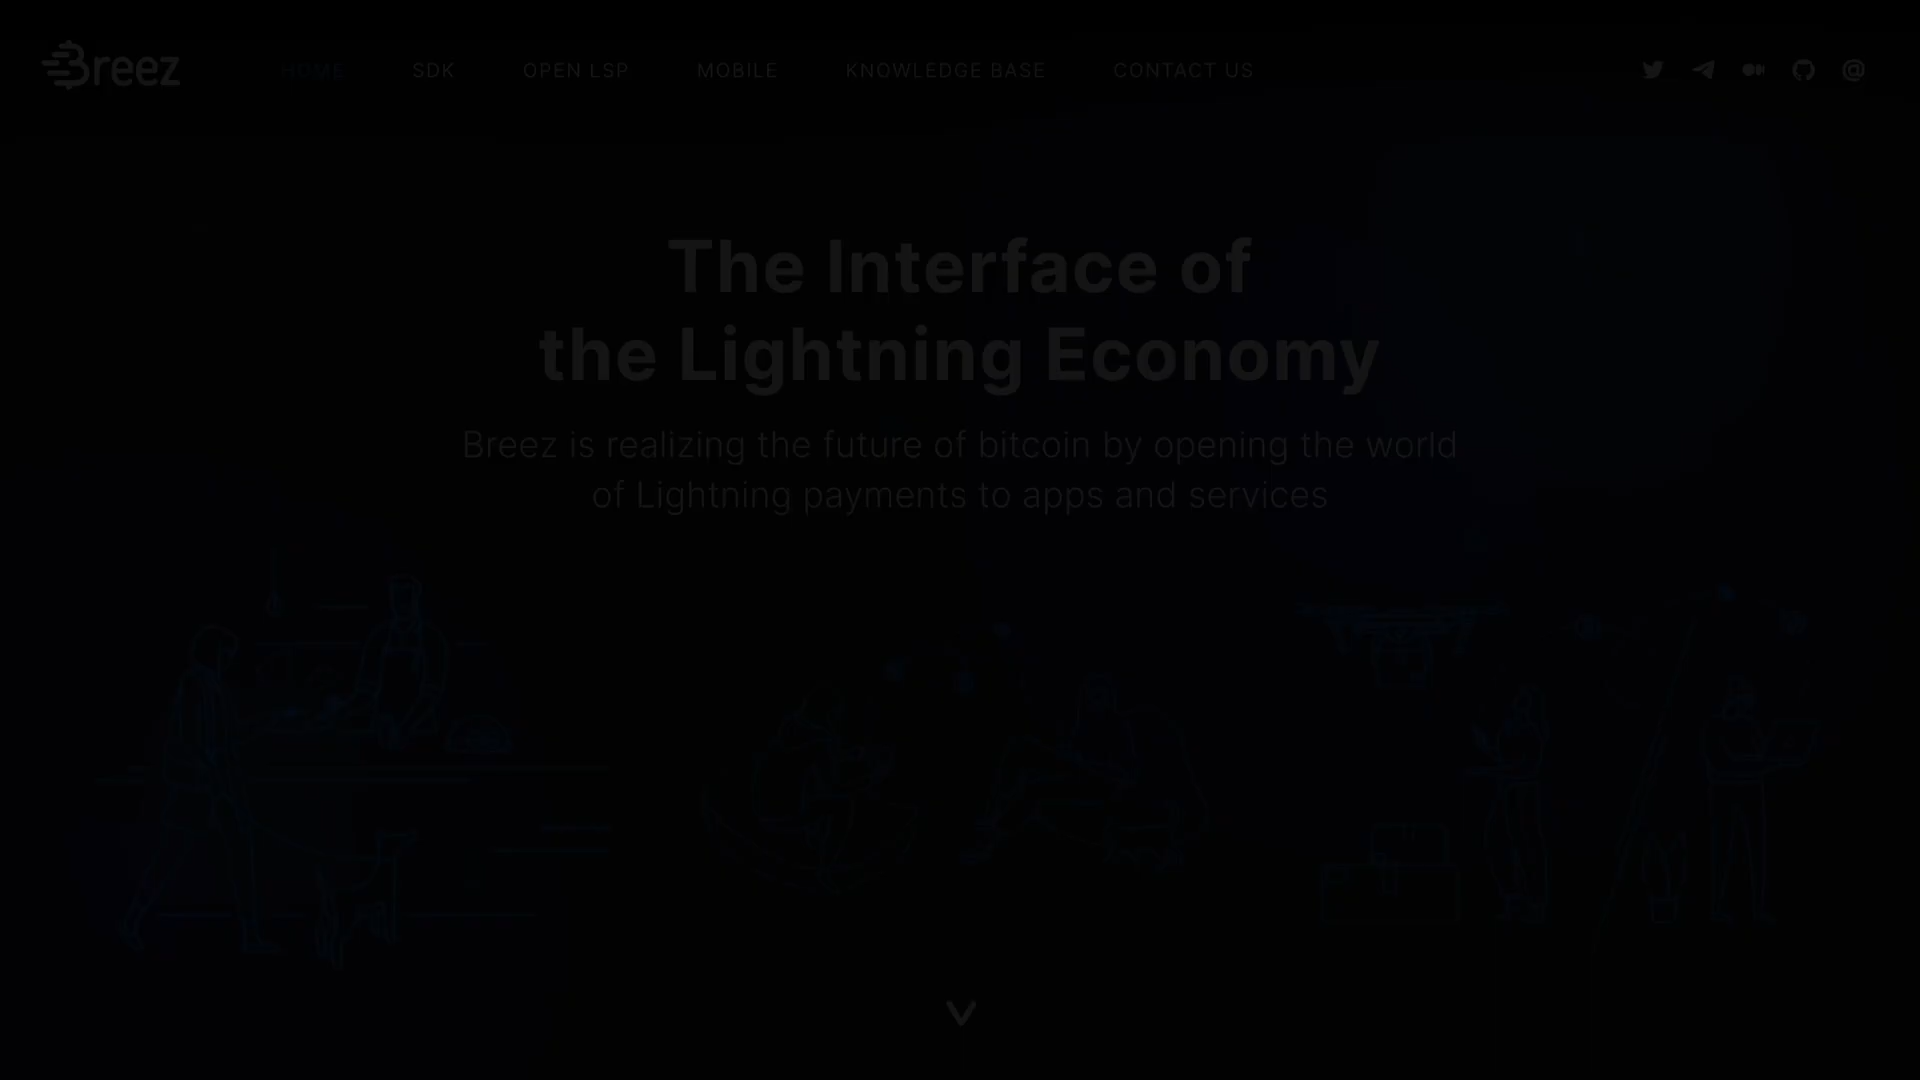 Breez
HOME
SDK
OPEN LSP
MOBILE
KNOWLEDGE BASE
CONTACT US
The Interface of
the Lightning Economy
Breez is realizing the future of bitcoin by opening the world
of Lightning payments to apps and services